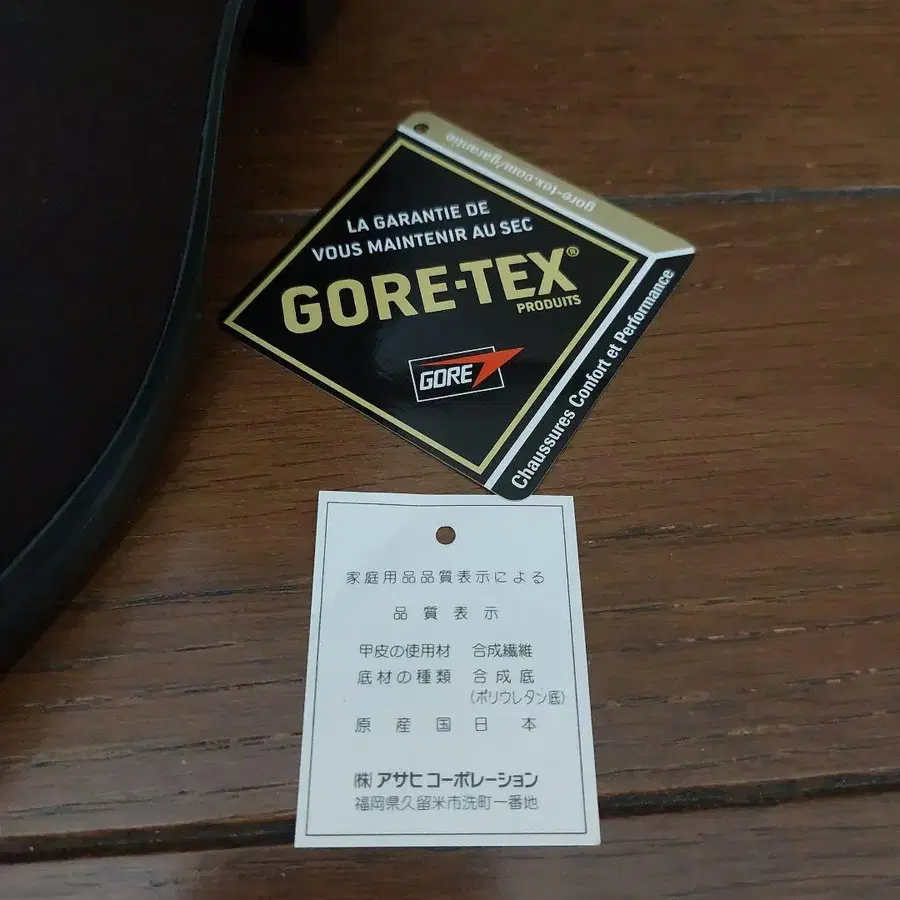 gore-tex.com/garantie
LA GARANTIE DE
VOUS MAINTENIR AU SEC
GORE-TEX®
PRODUITS
GORE
Chaussures Confort et Performance
家庭用品品質表示による
品質表示
甲皮の使用材 合成繊維
底材の種類 合成底
(ポリウレタン底)
原産国日本
㈱アサヒコーポレーション
福岡県久留米市洗町一番地